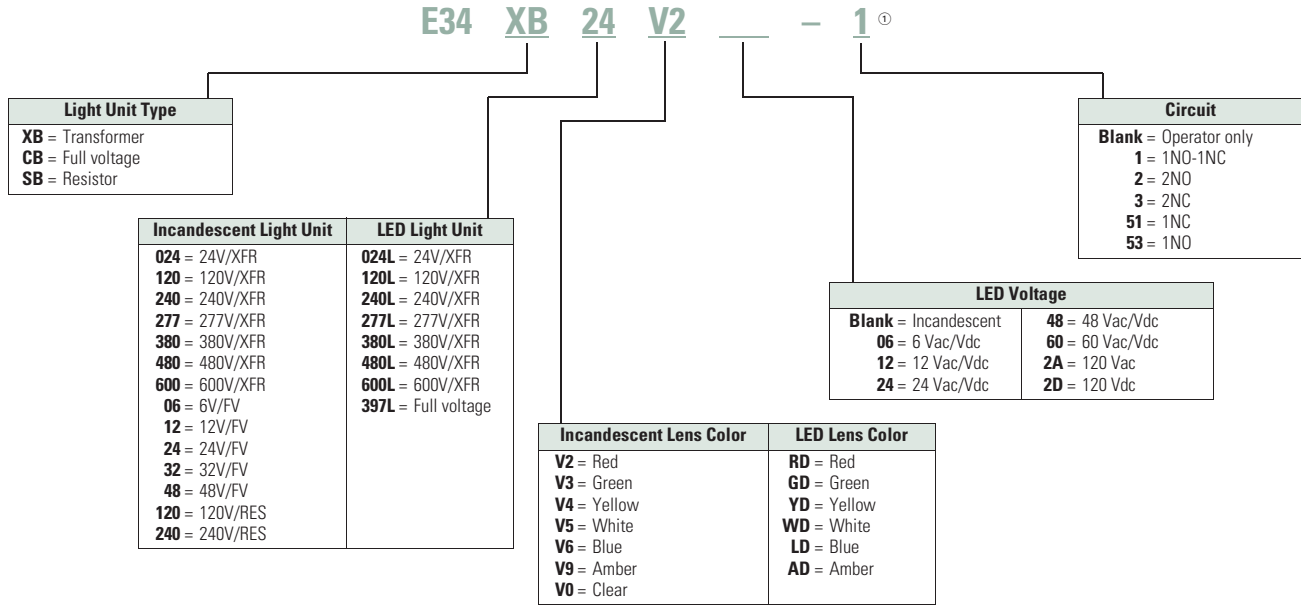 E34 XB 24 V2 ___ – 1 ①
Light Unit Type
XB = Transformer
CB = Full voltage
SB = Resistor
Incandescent Light Unit
024 = 24V/XFR
120 = 120V/XFR
240 = 240V/XFR
277 = 277V/XFR
380 = 380V/XFR
480 = 480V/XFR
600 = 600V/XFR
06 = 6V/FV
12 = 12V/FV
24 = 24V/FV
32 = 32V/FV
48 = 48V/FV
120 = 120V/RES
240 = 240V/RES
LED Light Unit
024L = 24V/XFR
120L = 120V/XFR
240L = 240V/XFR
277L = 277V/XFR
380L = 380V/XFR
480L = 480V/XFR
600L = 600V/XFR
397L = Full voltage
Incandescent Lens Color
V2 = Red
V3 = Green
V4 = Yellow
V5 = White
V6 = Blue
V9 = Amber
V0 = Clear
LED Lens Color
RD = Red
GD = Green
YD = Yellow
WD = White
LD = Blue
AD = Amber
LED Voltage
Blank = Incandescent
06 = 6 Vac/Vdc
12 = 12 Vac/Vdc
24 = 24 Vac/Vdc
48 = 48 Vac/Vdc
60 = 60 Vac/Vdc
2A = 120 Vac
2D = 120 Vdc
Circuit
Blank = Operator only
1 = 1NO-1NC
2 = 2NO
3 = 2NC
51 = 1NC
53 = 1NO